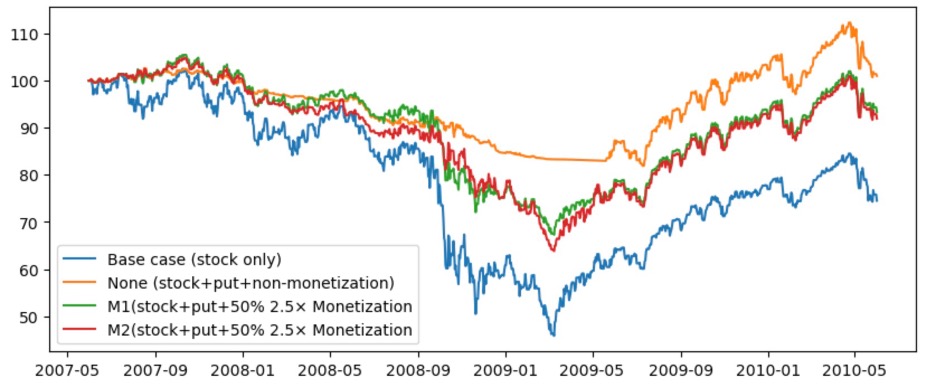 110
100
90
80
70
60
50
Base case (stock only)
None (stock+put+non-monetization)
M1(stock+put+50% 2.5× Monetization
M2(stock+put+50% 2.5× Monetization
2007-05 2007-09 2008-01 2008-05 2008-09 2009-01 2009-05 2009-09 2010-01 2010-05